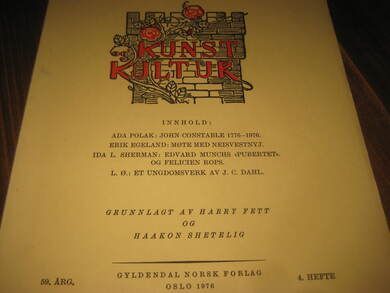 KUNST
KULTUR
INNHOLD:
ADA POLAK: JOHN CONSTABLE 1776-1976.
ERIK EGELAND: MØTE MED NEISVESTNYJ.
IDA L. SHERMAN: EDVARD MUNCHS «PUBERTET»
OG FELICIEN ROPS.
L. Ø.: ET UNGDOMSVERK AV J. C. DAHL.
GRUNNLAGT AV HARRY FETT
OG
HAAKON SHETELIG
59. ÅRG.
GYLDENDAL NORSK FORLAG
OSLO 1976
4. HEFTE